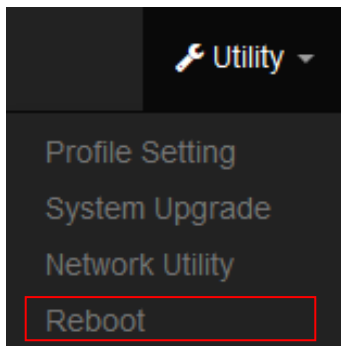 Utility
Profile Setting
System Upgrade
Network Utility
Reboot